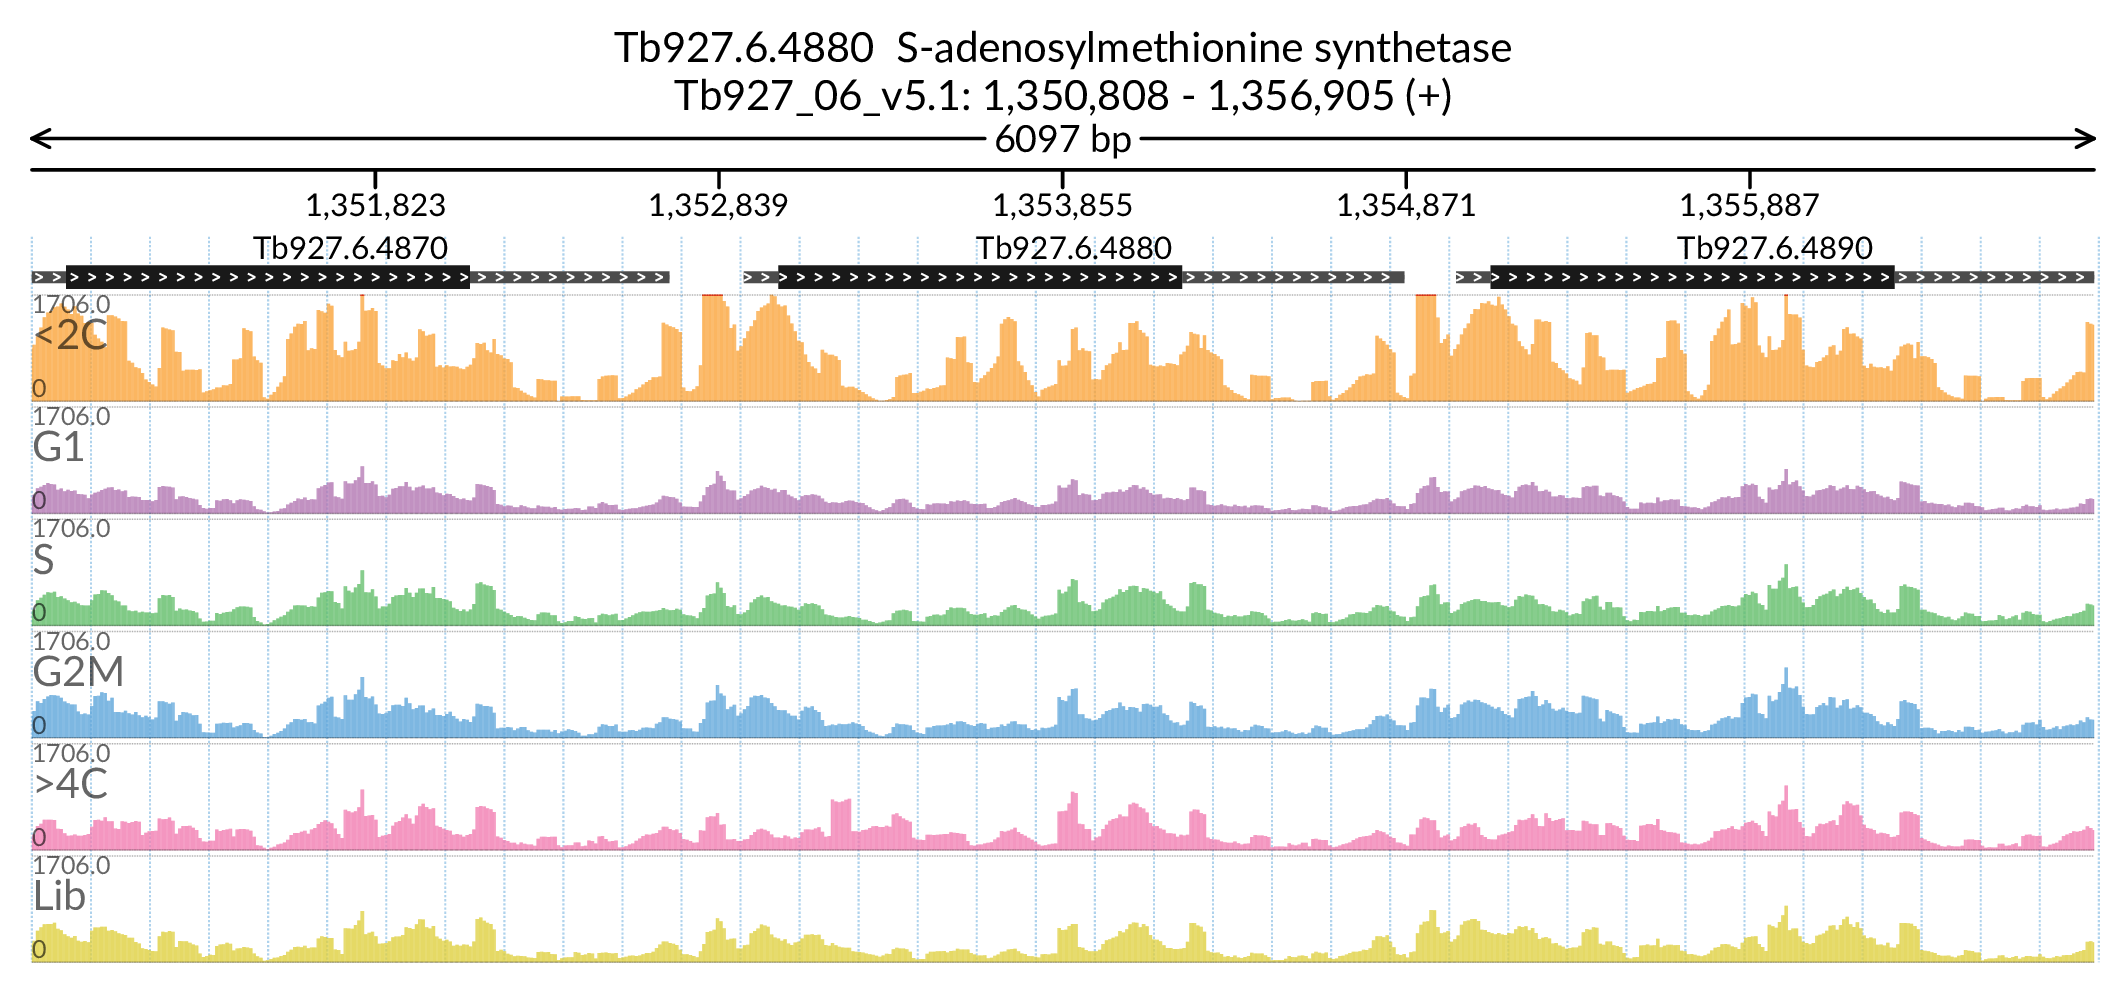 Tb927.6.4880  S-adenosylmethionine synthetase
Tb927_06_v5.1: 1,350,808 - 1,356,905 (+)
6097 bp
1,351,823 1,352,839 1,353,855 1,354,871 1,355,887
Tb927.6.4870 Tb927.6.4880 Tb927.6.4890
1706.0
<2C
0
1706.0
G1
0
1706.0
S
0
1706.0
G2M
0
1706.0
>4C
0
1706.0
Lib
0